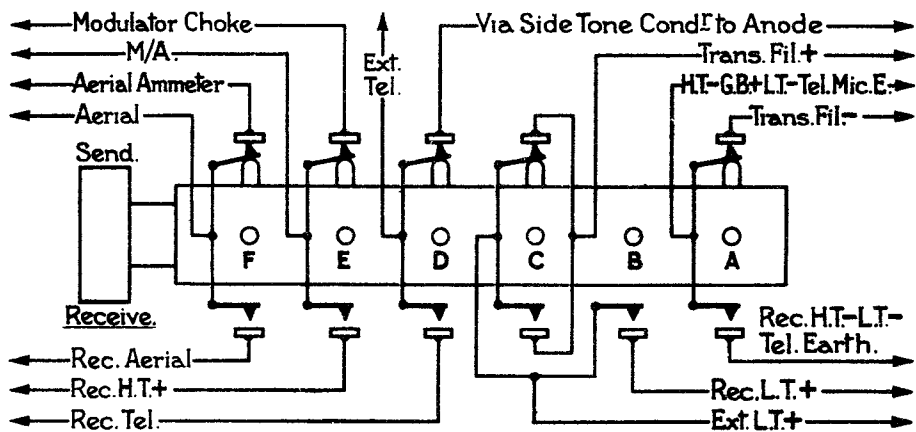 Modulator Choke
M/A.
Aerial Ammeter
Aerial
Send.
Ext.
Tel.
Via Side Tone Condr. to Anode
Trans. Fil.+
H.T.-G.B.+L.T.-Tel.Mic.E.
Trans. Fil.-
F E D C B A
Receive.
Rec. Aerial
Rec. H.T.+
Rec. Tel.
Rec. H.T.-L.T.-
Tel. Earth.
Rec. L.T.+
Ext. L.T.+